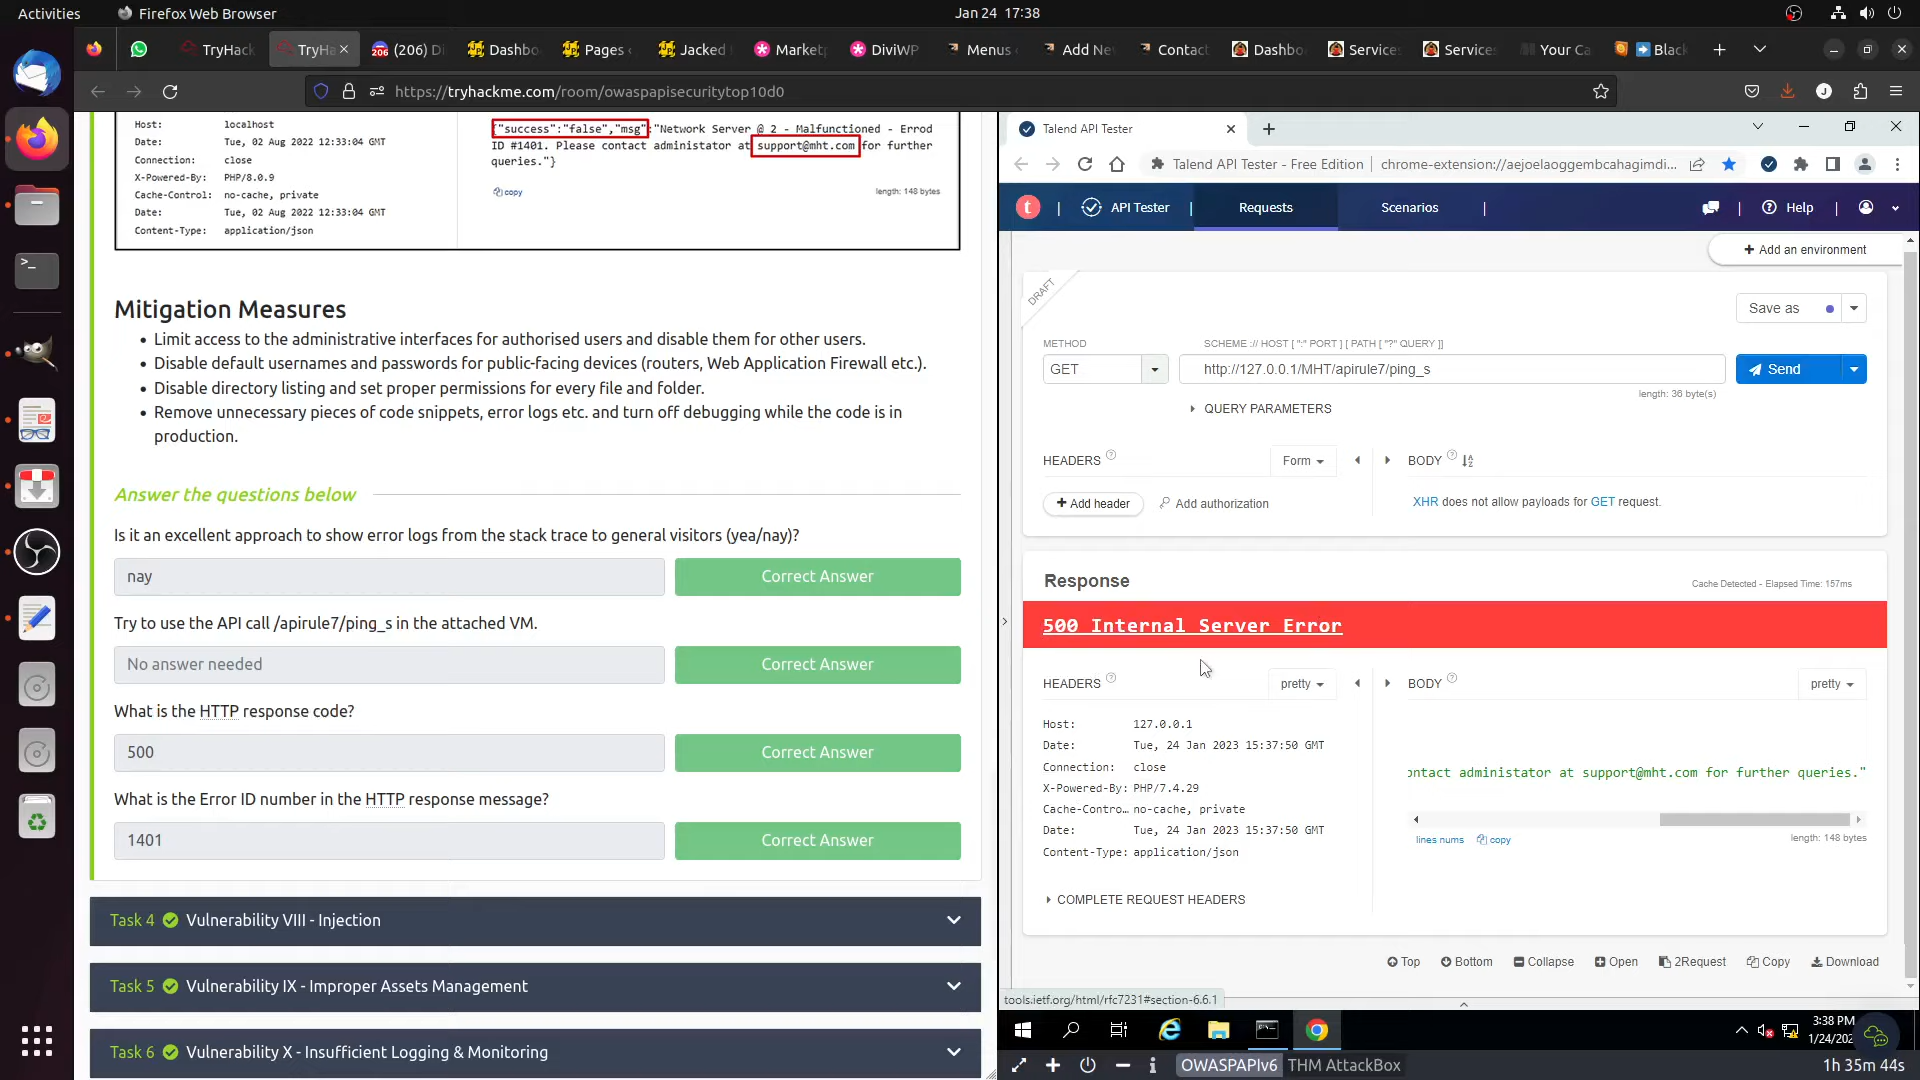 Activities
Firefox Web Browser
Jan 24 17:38
TryHack
TryHa
(206) Di
Dashbo
Pages
Jacked
Market
DiviWP
Menus
Add Ne
Contact
Dashbo
Services
Services
Your Ca
Black
https://tryhackme.com/room/owaspapisecuritytop10d0
Host: localhost
Date: Tue, 02 Aug 2022 12:33:04 GMT
Connection: close
X-Powered-By: PHP/8.0.9
Cache-Control: no-cache, private
Date: Tue, 02 Aug 2022 12:33:04 GMT
Content-Type: application/json
{"success":"false","msg":"Network Server @ 2 - Malfunctioned - Errod
ID #1401. Please contact administator at support@mht.com for further
queries."}
copy
length: 148 bytes
Mitigation Measures
Limit access to the administrative interfaces for authorised users and disable them for other users.
Disable default usernames and passwords for public-facing devices (routers, Web Application Firewall etc.).
Disable directory listing and set proper permissions for every file and folder.
Remove unnecessary pieces of code snippets, error logs etc. and turn off debugging while the code is in
production.
Answer the questions below
Is it an excellent approach to show error logs from the stack trace to general visitors (yea/nay)?
nay
Correct Answer
Try to use the API call /apirule7/ping_s in the attached VM.
No answer needed
Correct Answer
What is the HTTP response code?
500
Correct Answer
What is the Error ID number in the HTTP response message?
1401
Correct Answer
Task 4 Vulnerability VIII - Injection
Task 5 Vulnerability IX - Improper Assets Management
Task 6 Vulnerability X - Insufficient Logging & Monitoring
Talend API Tester
Talend API Tester - Free Edition
chrome-extension://aejoelaoggembcahagimdi...
API Tester
Requests
Scenarios
Help
Add an environment
DRAFT
Save as
METHOD
SCHEME :// HOST [ ":" PORT ] [ PATH [ "?" QUERY ]]
GET
http://127.0.0.1/MHT/apirule7/ping_s
Send
length: 36 byte(s)
QUERY PARAMETERS
HEADERS
Form
BODY
Add header
Add authorization
XHR does not allow payloads for GET request.
Response
Cache Detected - Elapsed Time: 157ms
500 Internal Server Error
HEADERS
pretty
BODY
pretty
Host: 127.0.0.1
Date: Tue, 24 Jan 2023 15:37:50 GMT
Connection: close
X-Powered-By: PHP/7.4.29
Cache-Contro... no-cache, private
Date: Tue, 24 Jan 2023 15:37:50 GMT
Content-Type: application/json
ontact administator at support@mht.com for further queries."
lines nums
copy
length: 148 bytes
COMPLETE REQUEST HEADERS
Top
Bottom
Collapse
Open
2Request
Copy
Download
tools.ietf.org/html/rfc7231#section-6.6.1
3:38 PM
1/24/202
OWASPAPIv6
THM AttackBox
1h 35m 44s